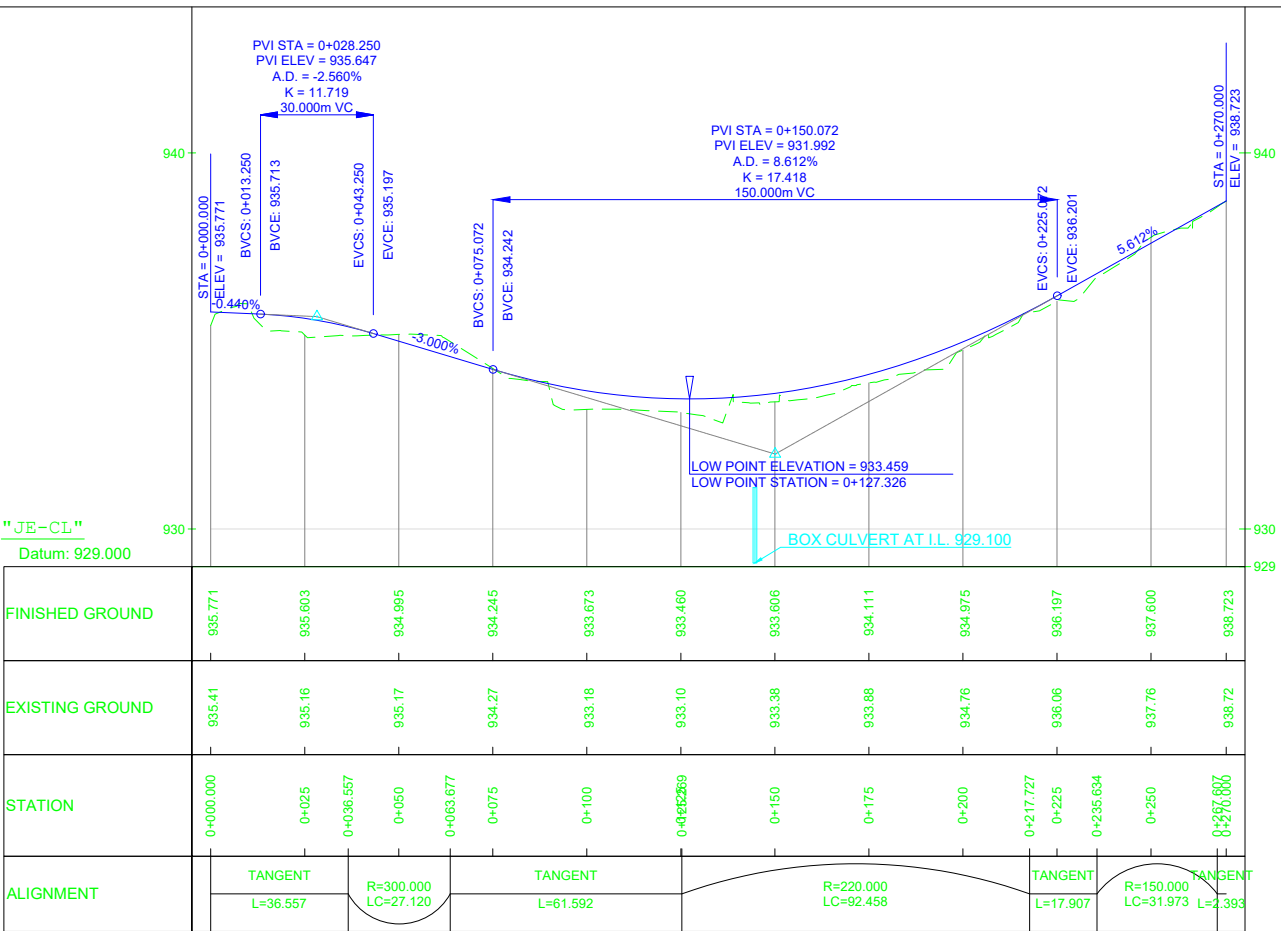 PVI STA = 0+028.250
PVI ELEV = 935.647
A.D. = -2.560%
K = 11.719
30.000m VC
PVI STA = 0+150.072
PVI ELEV = 931.992
A.D. = 8.612%
K = 17.418
150.000m VC
940
940
STA = 0+000.000
ELEV = 935.771
BVCS: 0+013.250
BVCE: 935.713
EVCS: 0+043.250
EVCE: 935.197
BVCS: 0+075.072
BVCE: 934.242
EVCS: 0+225.072
EVCE: 936.201
STA = 0+270.000
ELEV = 938.723
-0.440%
-3.000%
5.612%
LOW POINT ELEVATION = 933.459
LOW POINT STATION = 0+127.326
"JE-CL"
Datum: 929.000
930
930
929
BOX CULVERT AT I.L. 929.100
FINISHED GROUND
935.771
935.603
934.995
934.245
933.673
933.460
933.606
934.111
934.975
936.197
937.600
938.723
EXISTING GROUND
935.41
935.16
935.17
934.27
933.18
933.10
933.38
933.88
934.76
936.06
937.76
938.72
STATION
0+000.000
0+025
0+036.557
0+050
0+063.677
0+075
0+100
0+150
0+175
0+200
0+217.727
0+225
0+235.634
0+250
0+267.607
0+270.000
ALIGNMENT
TANGENT
L=36.557
R=300.000
LC=27.120
TANGENT
L=61.592
R=220.000
LC=92.458
TANGENT
L=17.907
R=150.000
LC=31.973
TANGENT
L=2.393